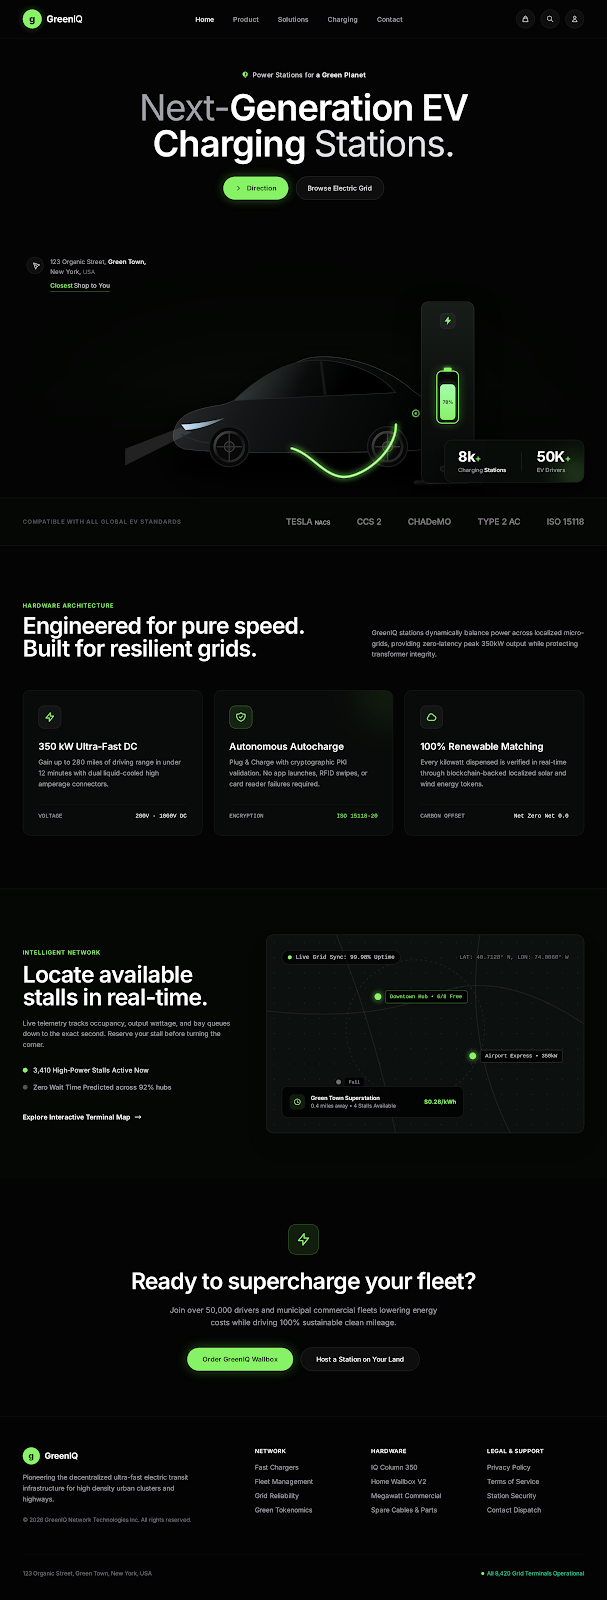 g GreenIQ
Home Product Solutions Charging Contact
Power Stations for a Green Planet
Next-Generation EV
Charging Stations.
Direction Browse Electric Grid
123 Organic Street, Green Town,
New York, USA
Closest Shop to You
78%
8k+ 50K+
Charging Stations EV Drivers
COMPATIBLE WITH ALL GLOBAL EV STANDARDS TESLA NACS CCS 2 CHAdeMO TYPE 2 AC ISO 15118
HARDWARE ARCHITECTURE
Engineered for pure speed.
Built for resilient grids.
GreenIQ stations dynamically balance power across localized micro-
grids, providing zero-latency peak 350kW output while protecting
transformer integrity.
350 kW Ultra-Fast DC
Gain up to 280 miles of driving range in under
12 minutes with dual liquid-cooled high
amperage connectors.
VOLTAGE 200V - 1000V DC
Autonomous Autocharge
Plug & Charge with cryptographic PKI
validation. No app launches, RFID swipes, or
card reader failures required.
ENCRYPTION ISO 15118-20
100% Renewable Matching
Every kilowatt dispensed is verified in real-time
through blockchain-backed localized solar and
wind energy tokens.
CARBON OFFSET Net Zero Net 0.0
INTELLIGENT NETWORK
Locate available
stalls in real-time.
Live telemetry tracks occupancy, output wattage, and bay queues
down to the exact second. Reserve your stall before turning the
corner.
3,410 High-Power Stalls Active Now
Zero Wait Time Predicted across 92% hubs
Explore Interactive Terminal Map →
Live Grid Sync: 99.98% Uptime LAT: 40.7128° N, LON: 74.0060° W
Downtown Hub • 6/8 Free
Airport Express • 350kW
Full
Green Town Superstation
0.4 miles away • 4 Stalls Available
$0.28/kWh
Ready to supercharge your fleet?
Join over 50,000 drivers and municipal commercial fleets lowering energy
costs while driving 100% sustainable clean mileage.
Order GreenIQ Wallbox Host a Station on Your Land
g GreenIQ
Pioneering the decentralized ultra-fast electric transit
infrastructure for high density urban clusters and
highways.
© 2026 GreenIQ Network Technologies Inc. All rights reserved.
NETWORK
Fast Chargers
Fleet Management
Grid Reliability
Green Tokenomics
HARDWARE
IQ Column 350
Home Wallbox V2
Megawatt Commercial
Spare Cables & Parts
LEGAL & SUPPORT
Privacy Policy
Terms of Service
Station Security
Contact Dispatch
123 Organic Street, Green Town, New York, USA
All 8,420 Grid Terminals Operational